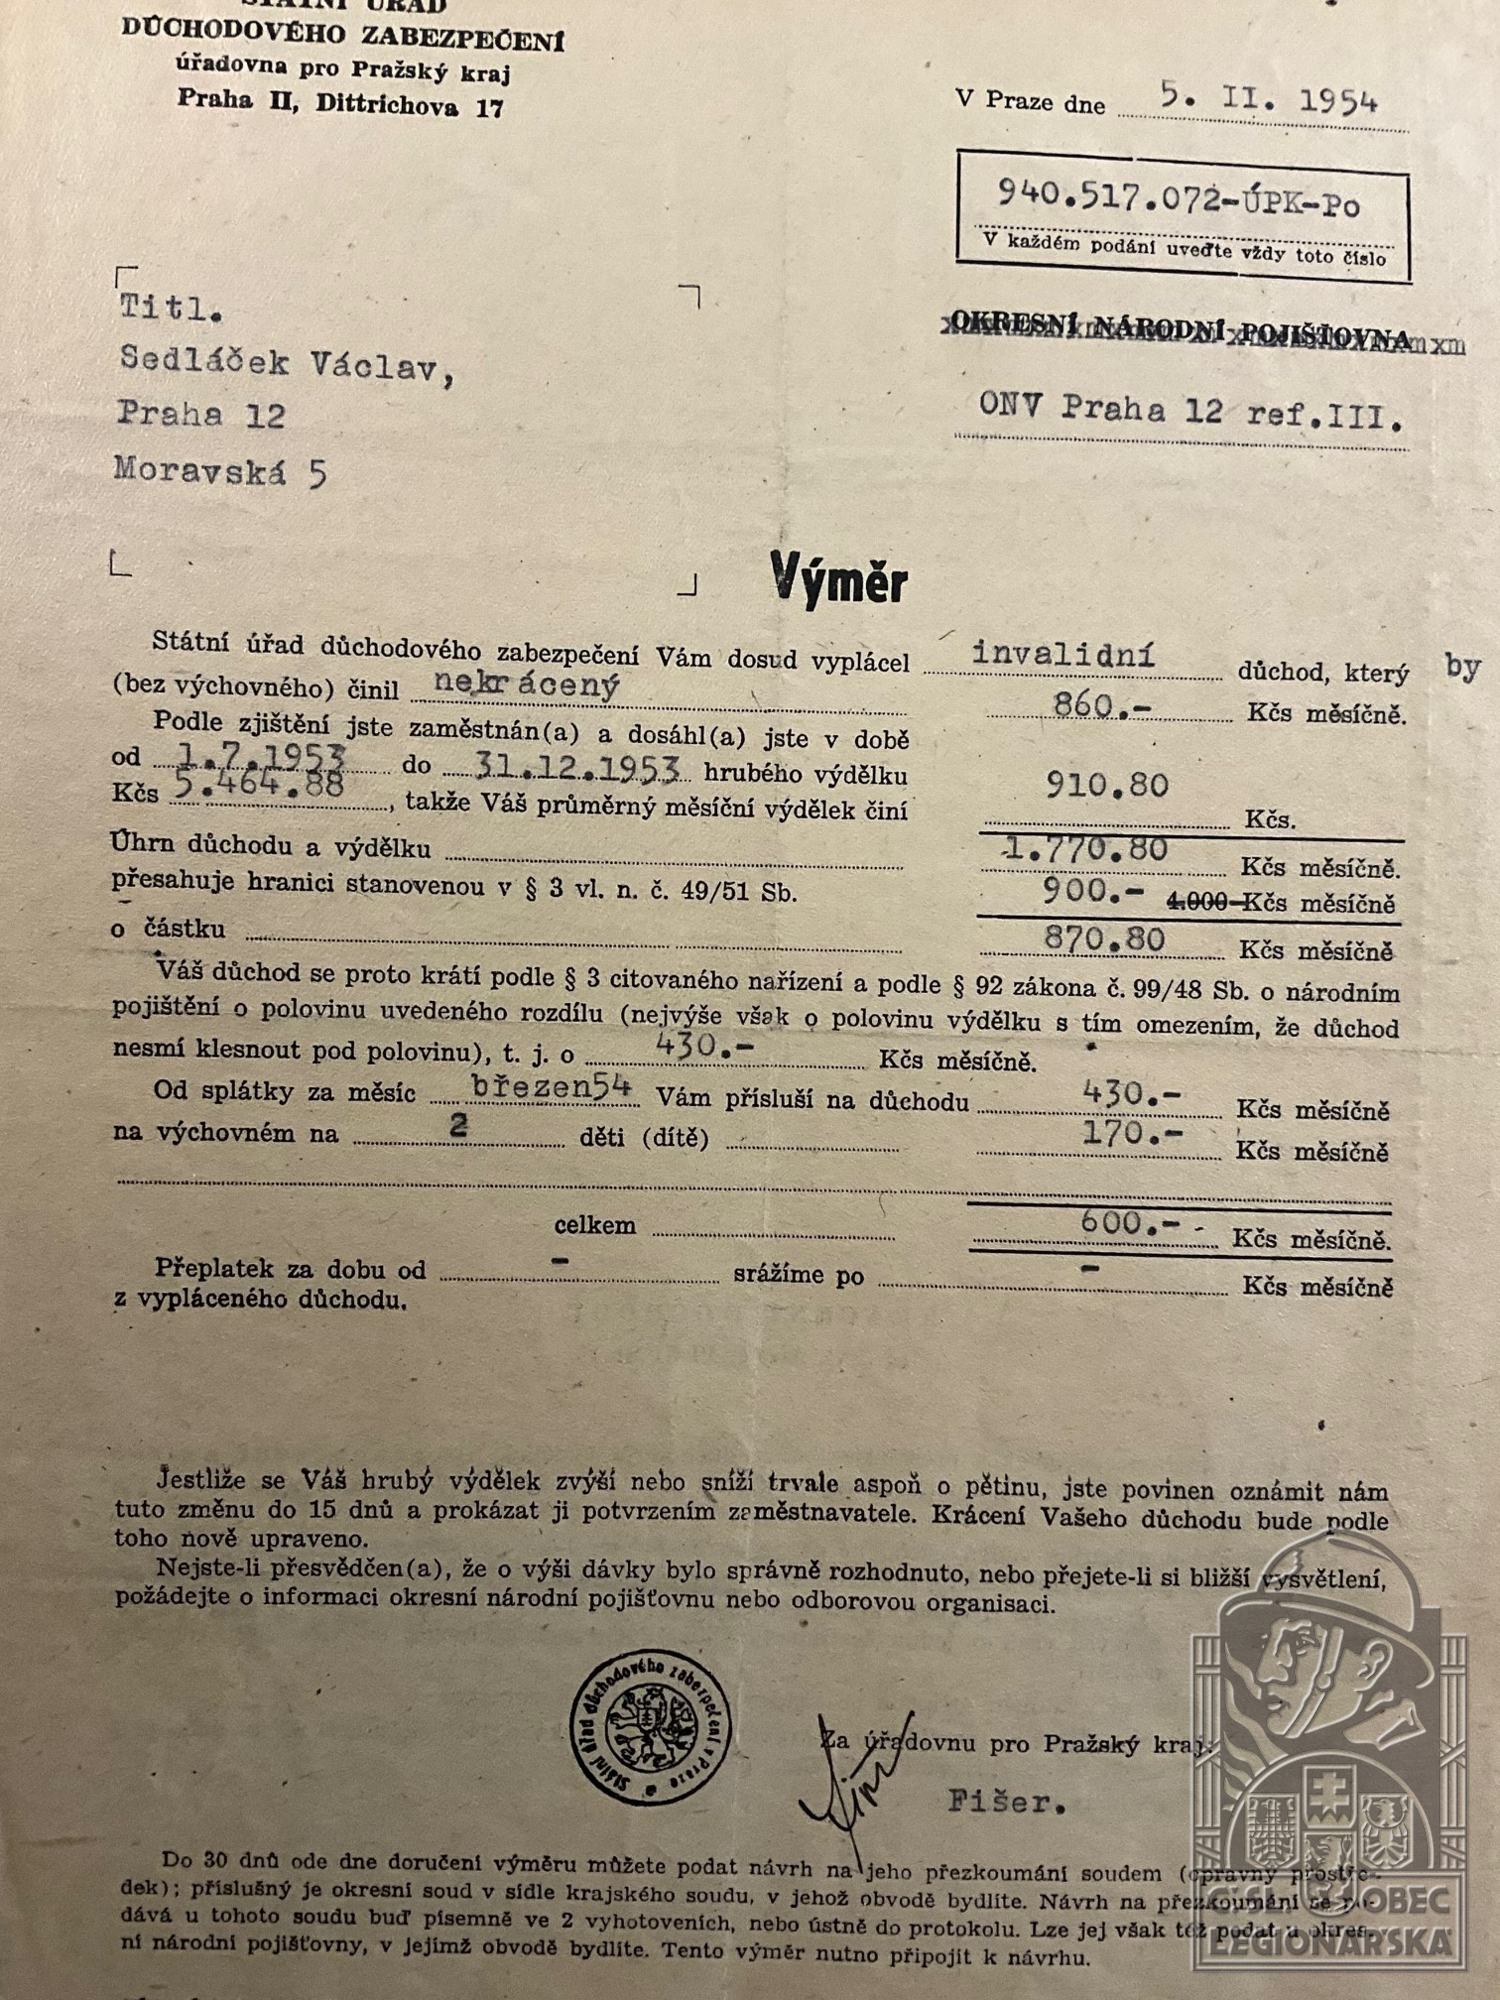 STÁTNÍ ÚŘAD
DŮCHODOVÉHO ZABEZPEČENÍ
úřadovna pro Pražský kraj
Praha II, Dittrichova 17
V Praze dne 5. II. 1954
940.517.072-ÚPK-Po
V každém podání uveďte vždy toto číslo
Titl.
Sedláček Václav,
Praha 12
Moravská 5
OKRESNÍ NÁRODNÍ POJIŠŤOVNA
ONV Praha 12 ref.III.
Výměr
Státní úřad důchodového zabezpečení Vám dosud vyplácel invalidní důchod, který by
(bez výchovného) činil nekrácený 860.- Kčs měsíčně.
Podle zjištění jste zaměstnán(a) a dosáhl(a) jste v době
od 1.7.1953 do 31.12.1953 hrubého výdělku
Kčs 5.464.88, takže Váš průměrný měsíční výdělek činí 910.80 Kčs.
Úhrn důchodu a výdělku 1.770.80 Kčs měsíčně.
přesahuje hranici stanovenou v § 3 vl. n. č. 49/51 Sb. 900.- 4.000 Kčs měsíčně
o částku 870.80 Kčs měsíčně
Váš důchod se proto krátí podle § 3 citovaného nařízení a podle § 92 zákona č. 99/48 Sb. o národním
pojištění o polovinu uvedeného rozdílu (nejvýše však o polovinu výdělku s tím omezením, že důchod
nesmí klesnout pod polovinu), t. j. o 430.- Kčs měsíčně.
Od splátky za měsíc březen54 Vám přísluší na důchodu 430.- Kčs měsíčně
na výchovném na 2 děti (dítě) 170.- Kčs měsíčně
celkem 600.- Kčs měsíčně.
Přeplatek za dobu od - srážíme po - Kčs měsíčně
z vypláceného důchodu.
Jestliže se Váš hrubý výdělek zvýší nebo sníží trvale aspoň o pětinu, jste povinen oznámit nám
tuto změnu do 15 dnů a prokázat ji potvrzením zaměstnavatele. Krácení Vašeho důchodu bude podle
toho nově upraveno.
Nejste-li přesvědčen(a), že o výši dávky bylo správně rozhodnuto, nebo přejete-li si bližší vysvětlení,
požádejte o informaci okresní národní pojišťovnu nebo odborovou organisaci.
Státní úřad důchodového zabezpečení v Praze
Za úřadovnu pro Pražský kraj:
Fišer.
Do 30 dnů ode dne doručení výměru můžete podat návrh na jeho přezkoumání soudem (opravný prostře-
dek); příslušný je okresní soud v sídle krajského soudu, v jehož obvodě bydlíte. Návrh na přezkoumání se po-
dává u tohoto soudu buď písemně ve 2 vyhotoveních, nebo ústně do protokolu. Lze jej však též podat u okres-
ní národní pojišťovny, v jejímž obvodě bydlíte. Tento výměr nutno připojit k návrhu.
ČSL. OBEC
LEGIONÁŘSKÁ